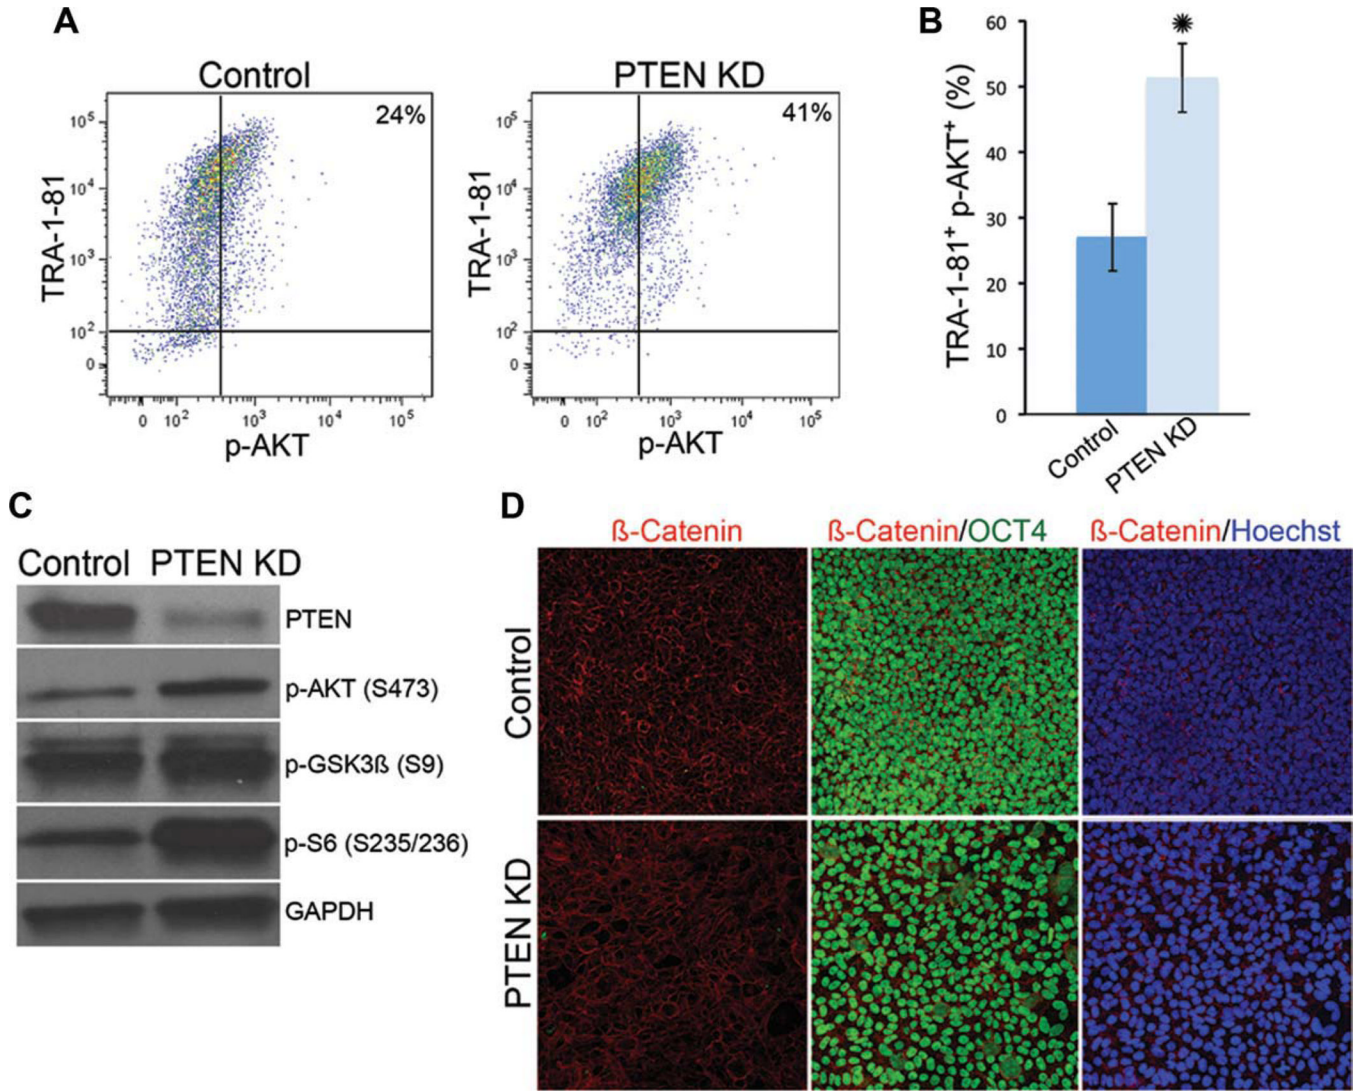 A
Control
24%
10^5
10^4
10^3
10^2
0
TRA-1-81
0 10^2 10^3 10^4 10^5
p-AKT
PTEN KD
41%
10^5
10^4
10^3
10^2
0
TRA-1-81
0 10^2 10^3 10^4 10^5
p-AKT
B
60
50
60
30
20
10
0
TRA-1-81+ p-AKT+ (%)
Control
PTEN KD
C
Control PTEN KD
PTEN
p-AKT (S473)
p-GSK3ß (S9)
p-S6 (S235/236)
GAPDH
D
ß-Catenin
ß-Catenin/OCT4
ß-Catenin/Hoechst
Control
PTEN KD